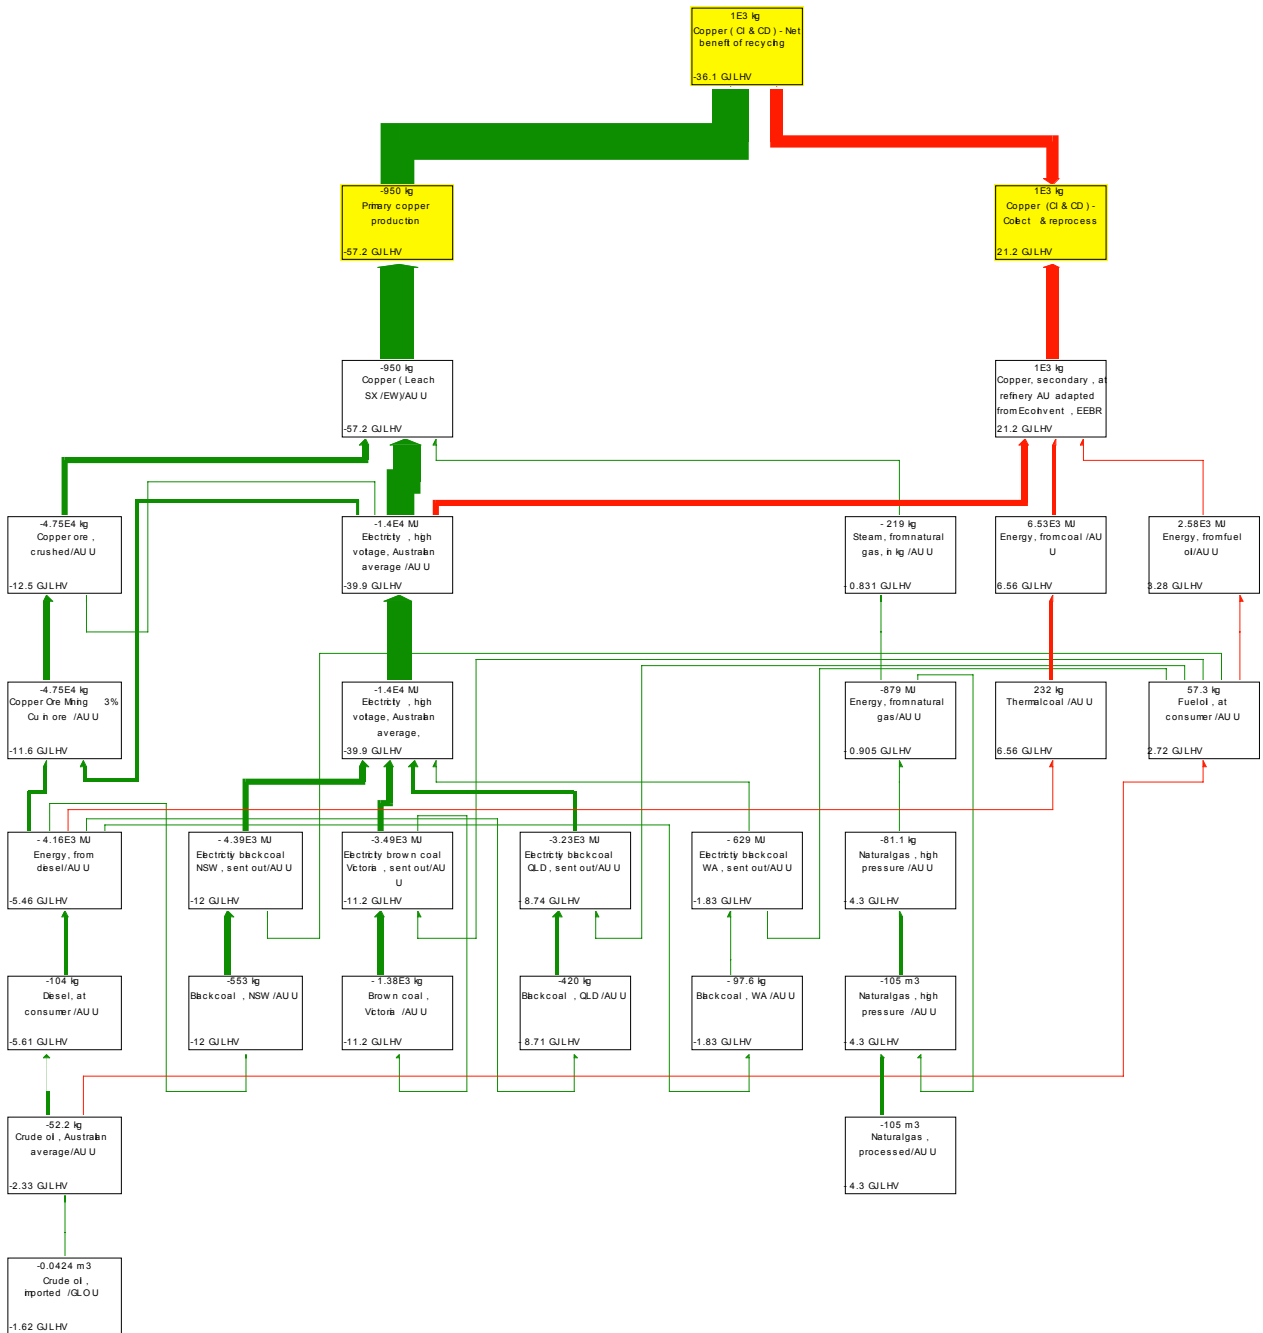 1E3 kg
Copper ( CI & CD ) - Net
benefit of recycling
-36.1 GJ LHV
-950 kg
Primary copper
production
-57.2 GJ LHV
1E3 kg
Copper (CI & CD ) -
Collect & reprocess
21.2 GJ LHV
-950 kg
Copper ( Leach
SX /EW)/AU U
-57.2 GJ LHV
1E3 kg
Copper, secondary , at
refinery AU adapted
from EcoInvent , EEBR
21.2 GJ LHV
-4.75E4 kg
Copper ore ,
crushed/AU U
-12.5 GJ LHV
-1.4E4 MJ
Electricity , high
voltage, Australian
average /AU U
-39.9 GJ LHV
- 219 kg
Steam, from natural
gas, in kg /AU U
- 0.831 GJ LHV
6.53E3 MJ
Energy, from coal /AU
U
6.56 GJ LHV
2.58E3 MJ
Energy, from fuel
oil/AU U
3.28 GJ LHV
-4.75E4 kg
Copper Ore Mining 3%
Cu in ore /AU U
-11.6 GJ LHV
-1.4E4 MJ
Electricity , high
voltage, Australian
average,
-39.9 GJ LHV
-879 MJ
Energy, from natural
gas/AU U
- 0.905 GJ LHV
232 kg
Thermal coal /AU U
6.56 GJ LHV
57.3 kg
Fuel oil , at
consumer /AU U
2.72 GJ LHV
- 4.16E3 MJ
Energy, from
diesel/AU U
-5.46 GJ LHV
- 4.39E3 MJ
Electricity black coal
NSW , sent out/AU U
-12 GJ LHV
-3.49E3 MJ
Electricity brown coal
Victoria , sent out/AU
U
-11.2 GJ LHV
-3.23E3 MJ
Electricity black coal
QLD , sent out/AU U
- 8.74 GJ LHV
- 629 MJ
Electricity black coal
WA , sent out/AU U
-1.83 GJ LHV
-81.1 kg
Natural gas , high
pressure /AU U
- 4.3 GJ LHV
-104 kg
Diesel, at
consumer /AU U
-5.61 GJ LHV
-553 kg
Black coal , NSW /AU U
-12 GJ LHV
- 1.38E3 kg
Brown coal ,
Victoria /AU U
-11.2 GJ LHV
-420 kg
Black coal , QLD /AU U
- 8.71 GJ LHV
- 97.6 kg
Black coal , WA /AU U
-1.83 GJ LHV
-105 m3
Natural gas , high
pressure /AU U
- 4.3 GJ LHV
-52.2 kg
Crude oil , Australian
average/AU U
-2.33 GJ LHV
-105 m3
Natural gas ,
processed/AU U
- 4.3 GJ LHV
-0.0424 m3
Crude oil ,
imported /GLO U
-1.62 GJ LHV